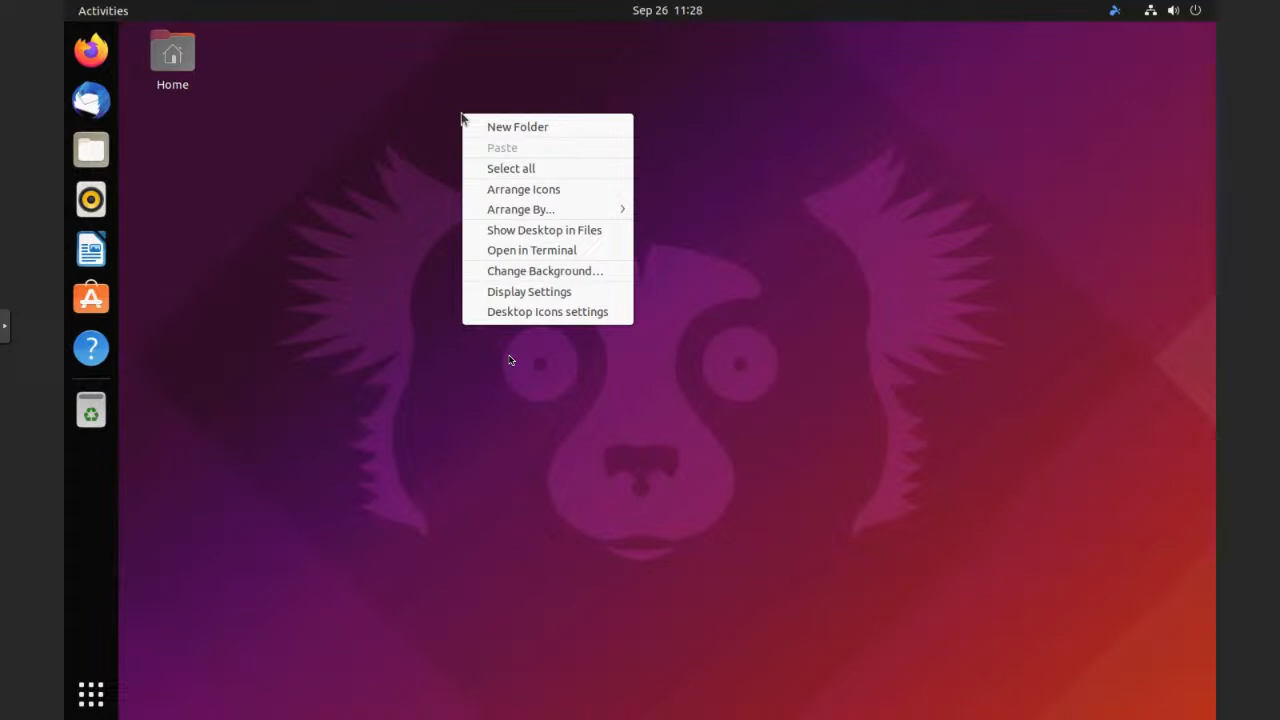 Activities
Sep 26 11:28
Home
New Folder
Paste
Select all
Arrange Icons
Arrange By...
Show Desktop in Files
Open in Terminal
Change Background…
Display Settings
Desktop Icons settings